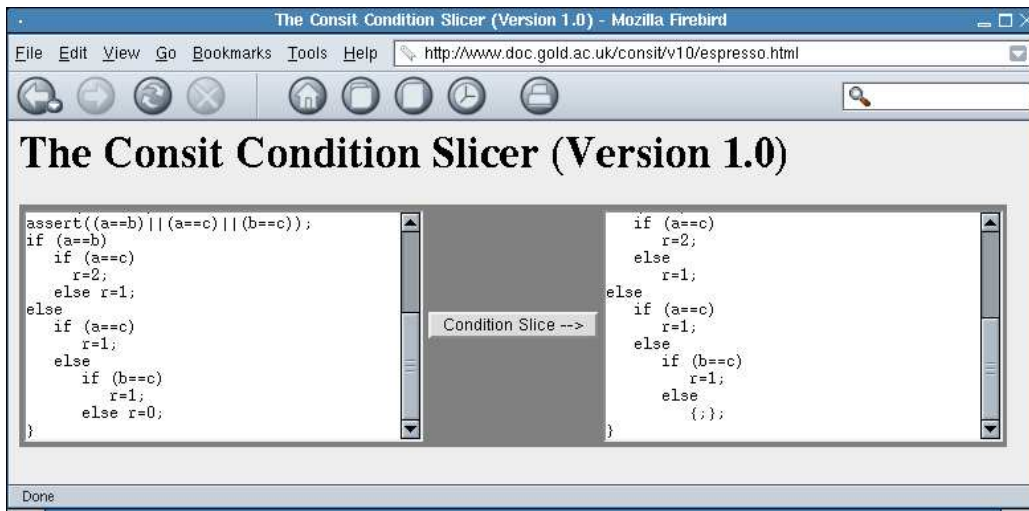 The Consit Condition Slicer (Version 1.0) - Mozilla Firebird
File Edit View Go Bookmarks Tools Help http://www.doc.gold.ac.uk/consit/v10/espresso.html
The Consit Condition Slicer (Version 1.0)
assert((a==b)||(a==c)||(b==c));
if (a==b)
if (a==c)
r=2;
else r=1;
else
if (a==c)
r=1;
else
if (b==c)
r=1;
else r=0;
}
Condition Slice -->
if (a==c)
r=2;
else
r=1;
else
if (a==c)
r=1;
else
if (b==c)
r=1;
else
{;};
}
Done